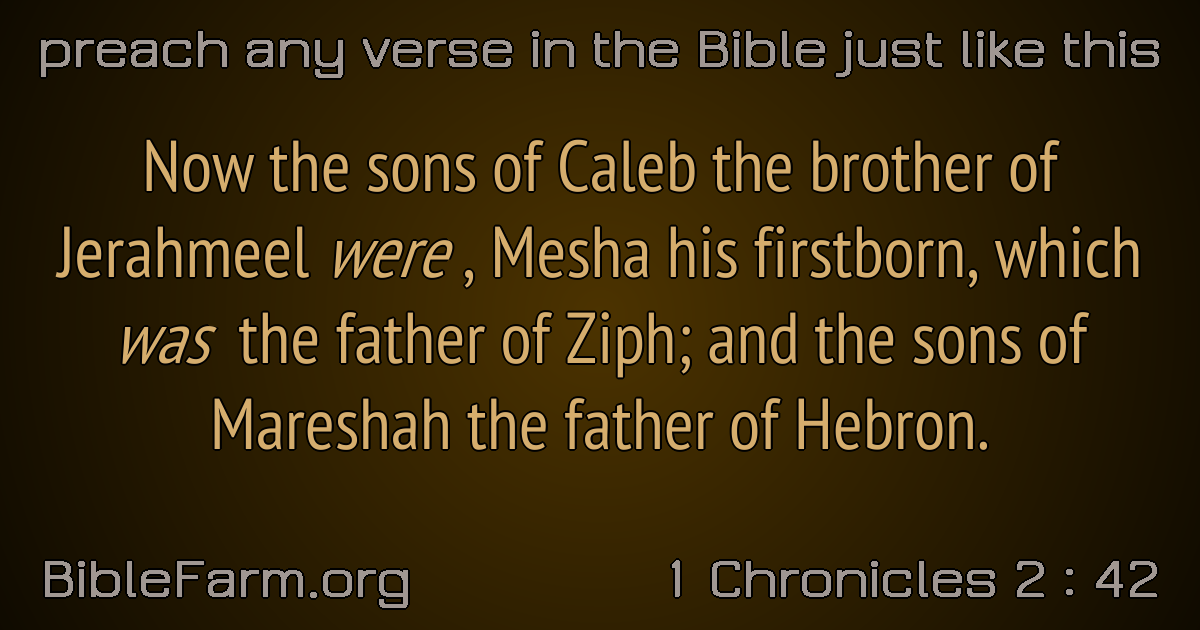 preach any verse in the Bible just like this
Now the sons of Caleb the brother of
Jerahmeel were , Mesha his firstborn, which
was the father of Ziph; and the sons of
Mareshah the father of Hebron.
BibleFarm.org
1 Chronicles 2 : 42